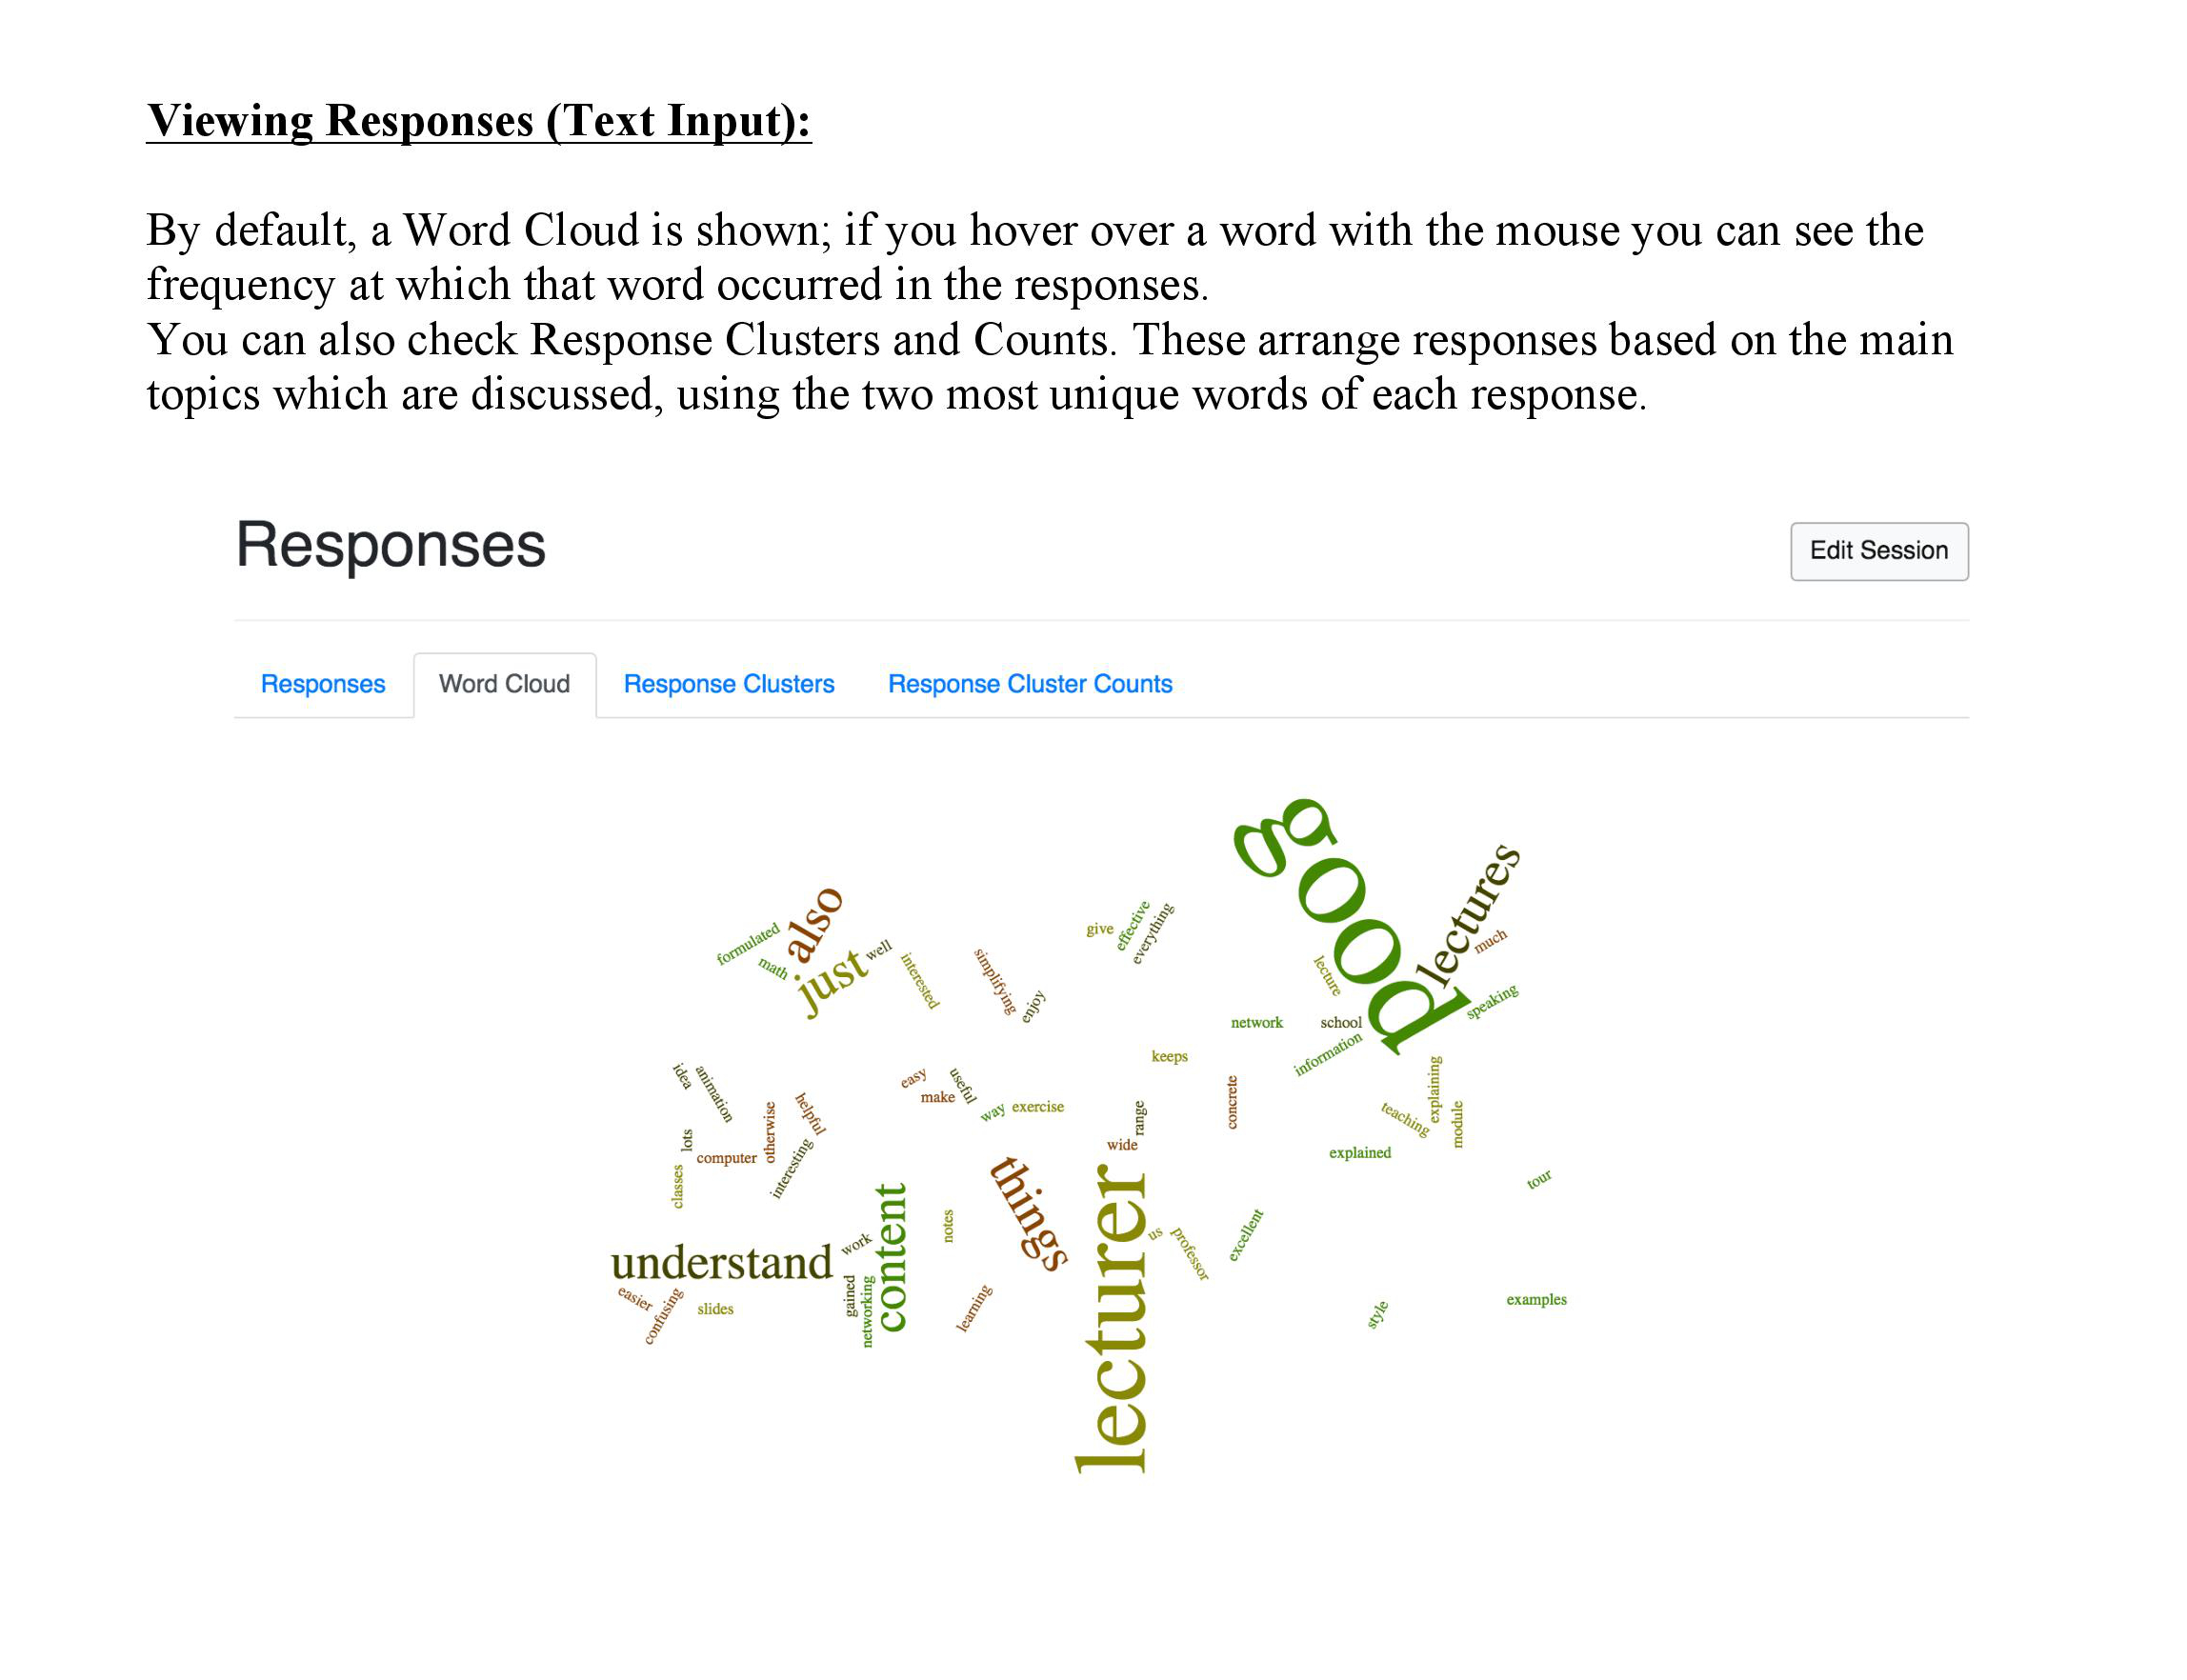 Viewing Responses (Text Input):
By default, a Word Cloud is shown; if you hover over a word with the mouse you can see the
frequency at which that word occurred in the responses.
You can also check Response Clusters and Counts. These arrange responses based on the main
topics which are discussed, using the two most unique words of each response.
Responses
Edit Session
Responses
Word Cloud
Response Clusters
Response Cluster Counts
good
lectures
much
also
formulated
math
just
well
interested
simplifying
enjoy
give
effective
everything
lecture
speaking
network
school
information
keeps
idea
animation
easy
make
useful
way
exercise
helpful
otherwise
lots
computer
interesting
classes
range
wide
concrete
explaining
teaching
module
explained
tour
things
content
lecturer
notes
us
professor
excellent
understand
work
easier
confusing
slides
gained
networking
learning
style
examples